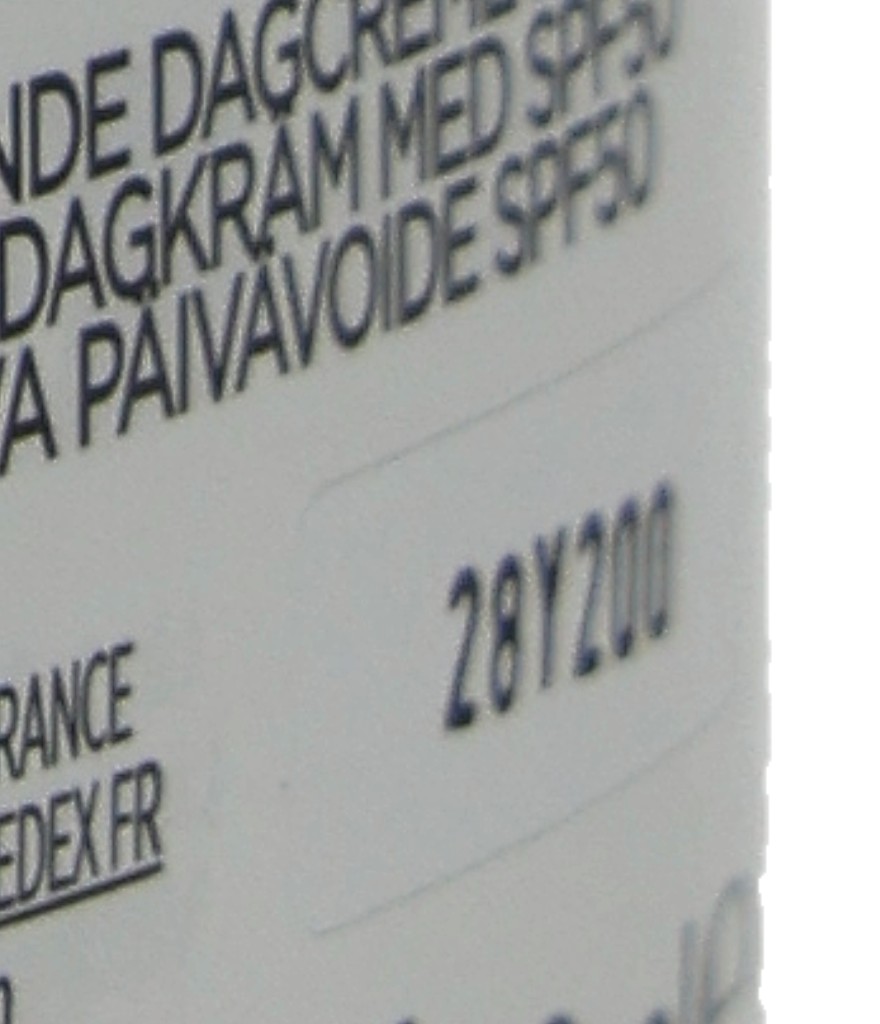 NDE DAGCREME
DAGKRÄM MED SPF50
VA PÄIVÄVOIDE SPF50
28Y200
RANCE
EDEX FR